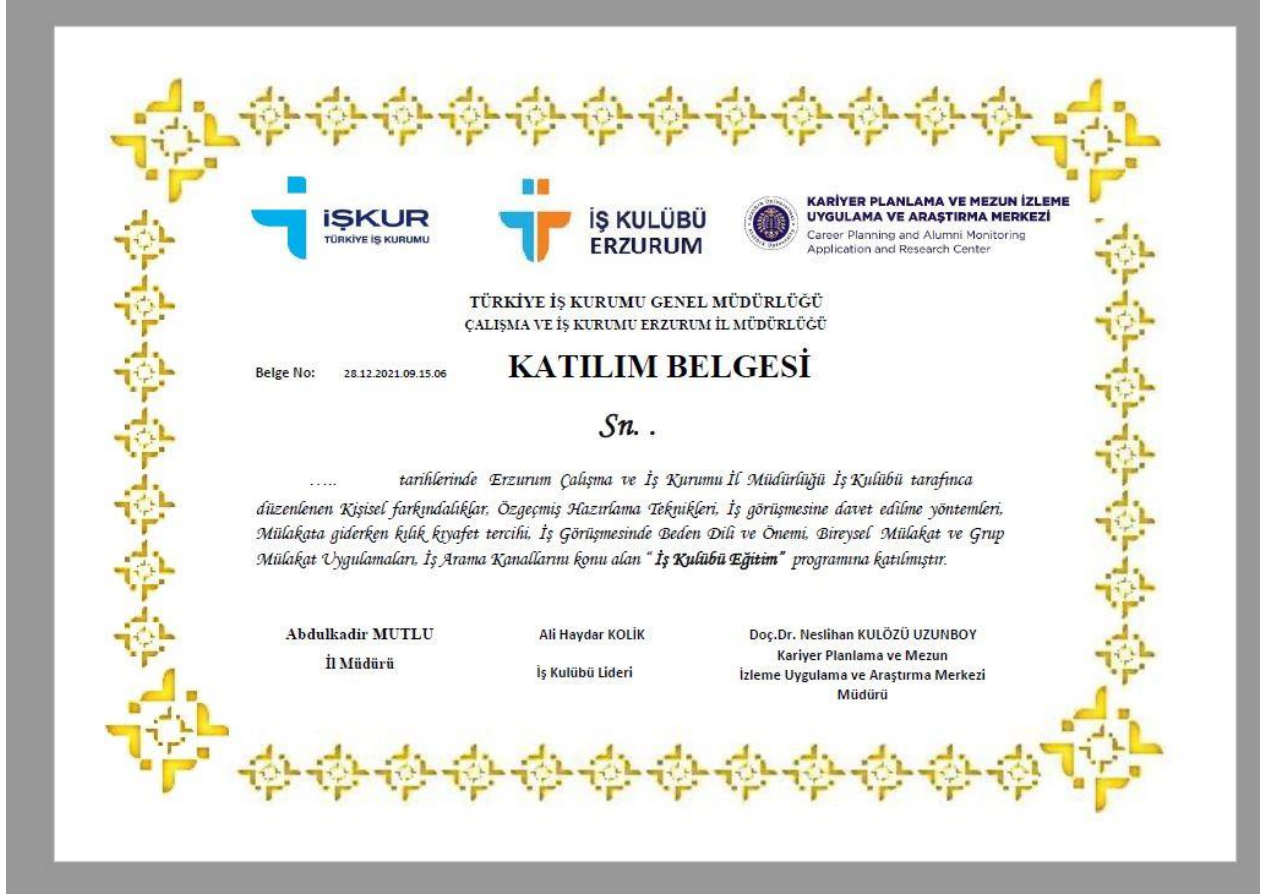 İŞKUR
TÜRKİYE İŞ KURUMU
İŞ KULÜBÜ
ERZURUM
KARİYER PLANLAMA VE MEZUN İZLEME
UYGULAMA VE ARAŞTIRMA MERKEZİ
Career Planning and Alumni Monitoring
Application and Research Center
TÜRKİYE İŞ KURUMU GENEL MÜDÜRLÜĞÜ
ÇALIŞMA VE İŞ KURUMU ERZURUM İL MÜDÜRLÜĞÜ
Belge No: 28.12.2021.09.15.06
KATILIM BELGESİ
Sn. .
..... tarihlerinde Erzurum Çalışma ve İş Kurumu İl Müdürlüğü İş Kulübü tarafınca
düzenlenen Kişisel farkındalıklar, Özgeçmiş Hazırlama Teknikleri, İş görüşmesine davet edilme yöntemleri,
Mülakata giderken kılık kıyafet tercihi, İş Görüşmesinde Beden Dili ve Önemi, Bireysel Mülakat ve Grup
Mülakat Uygulamaları, İş Arama Kanallarını konu alan “ İş Kulübü Eğitim” programına katılmıştır.
Abdulkadir MUTLU
İl Müdürü
Ali Haydar KOLİK
İş Kulübü Lideri
Doç.Dr. Neslihan KULÖZÜ UZUNBOY
Kariyer Planlama ve Mezun
İzleme Uygulama ve Araştırma Merkezi
Müdürü